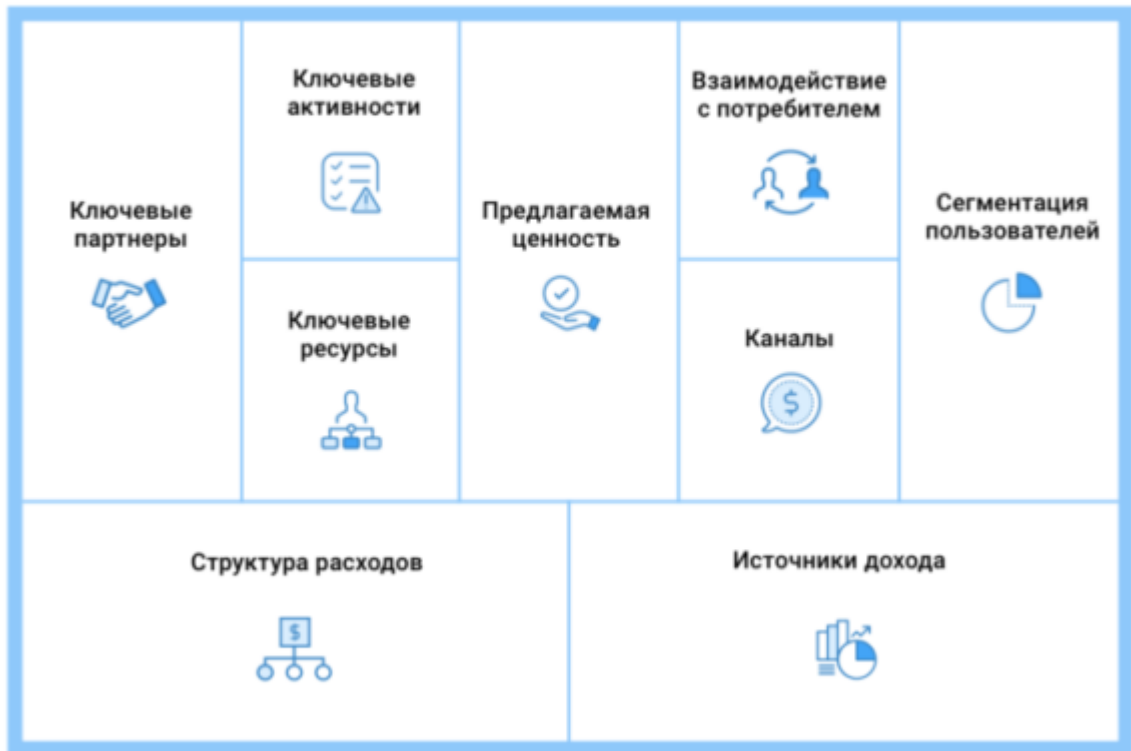 Ключевые
партнеры
Ключевые
активности
Ключевые
ресурсы
Предлагаемая
ценность
Взаимодействие
с потребителем
Каналы
$
Сегментация
пользователей
Структура расходов
$
Источники дохода